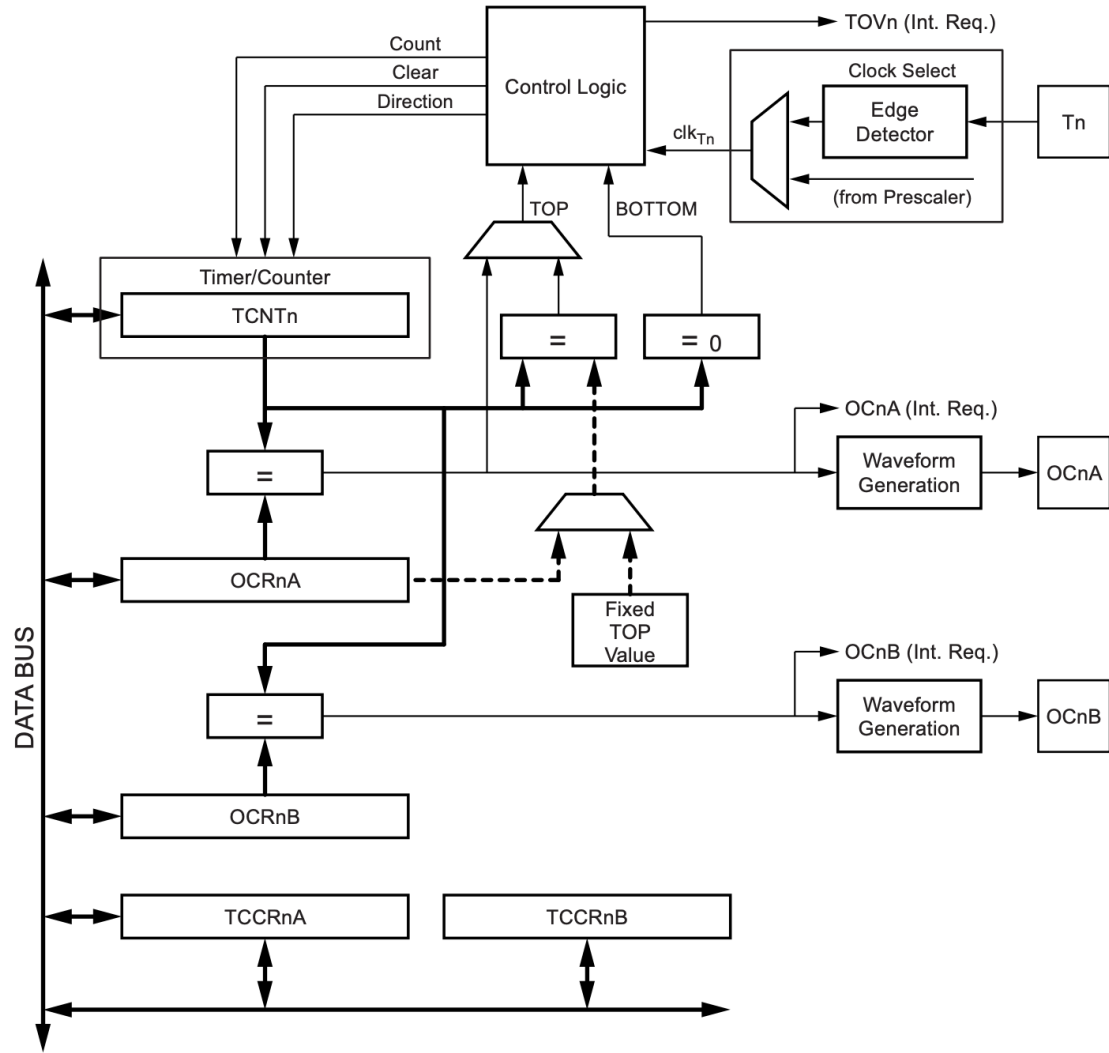 TOVn (Int. Req.)
Count
Clear
Direction
Control Logic
Clock Select
Edge
Detector
Tn
clkTn
(from Prescaler)
TOP
BOTTOM
Timer/Counter
TCNTn
=
= 0
OCnA (Int. Req.)
=
Waveform
Generation
OCnA
OCRnA
Fixed
TOP
Value
OCnB (Int. Req.)
=
Waveform
Generation
OCnB
DATA BUS
OCRnB
TCCRnA
TCCRnB